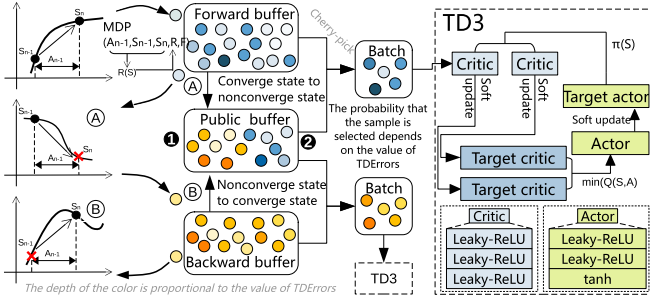 Sn
Sn-1
An-1
MDP
(An-1,Sn-1,Sn,R,F)
R(S)
Forward buffer
Cherry-pick
A
Converge state to
nonconverge state
A
Sn-1
An-1
Sn
1
Public buffer
2
B
Nonconverge state
to converge state
B
Sn
Sn-1
An-1
Backward buffer
The depth of the color is proportional to the value of TDErrors
Batch
The probability that
the sample is
selected depends
on the value of
TDErrors
Batch
TD3
TD3
π(S)
Critic
Critic
Soft
update
Soft
update
Target actor
Soft update
Actor
Target critic
Target critic
min(Q(S,A)
Critic
Leaky-ReLU
Leaky-ReLU
Leaky-ReLU
Actor
Leaky-ReLU
Leaky-ReLU
tanh